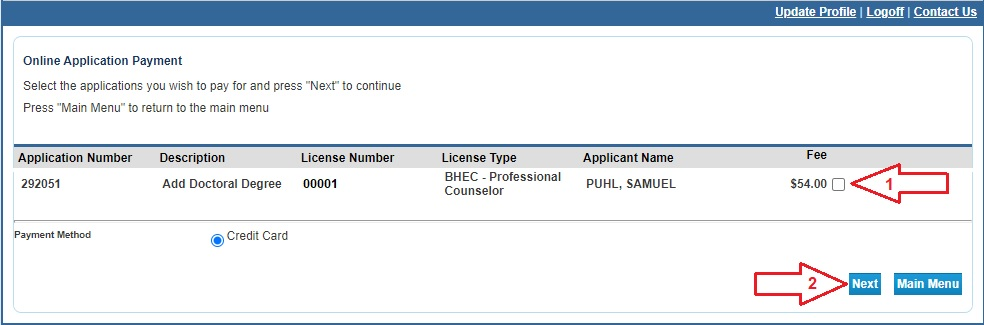 Update Profile | Logoff | Contact Us
Online Application Payment
Select the applications you wish to pay for and press "Next" to continue
Press "Main Menu" to return to the main menu
Application Number Description License Number License Type Applicant Name Fee
292051 Add Doctoral Degree 00001 BHEC - Professional Counselor PUHL, SAMUEL $54.00 1
Payment Method Credit Card
2 Next Main Menu